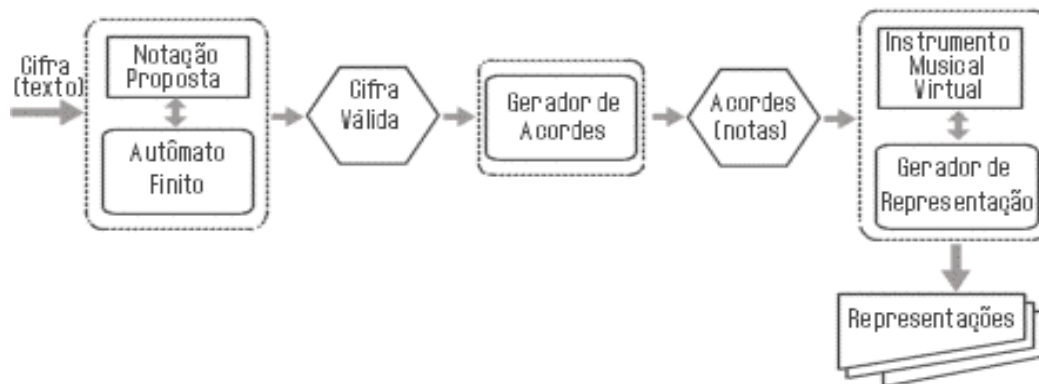 Cifra
(texto)
Notação
Proposta
Autômato
Finito
Cifra
Válida
Gerador de
Acordes
Acordes
(notas)
Instrumento
Musical
Virtual
Gerador de
Representação
Representações